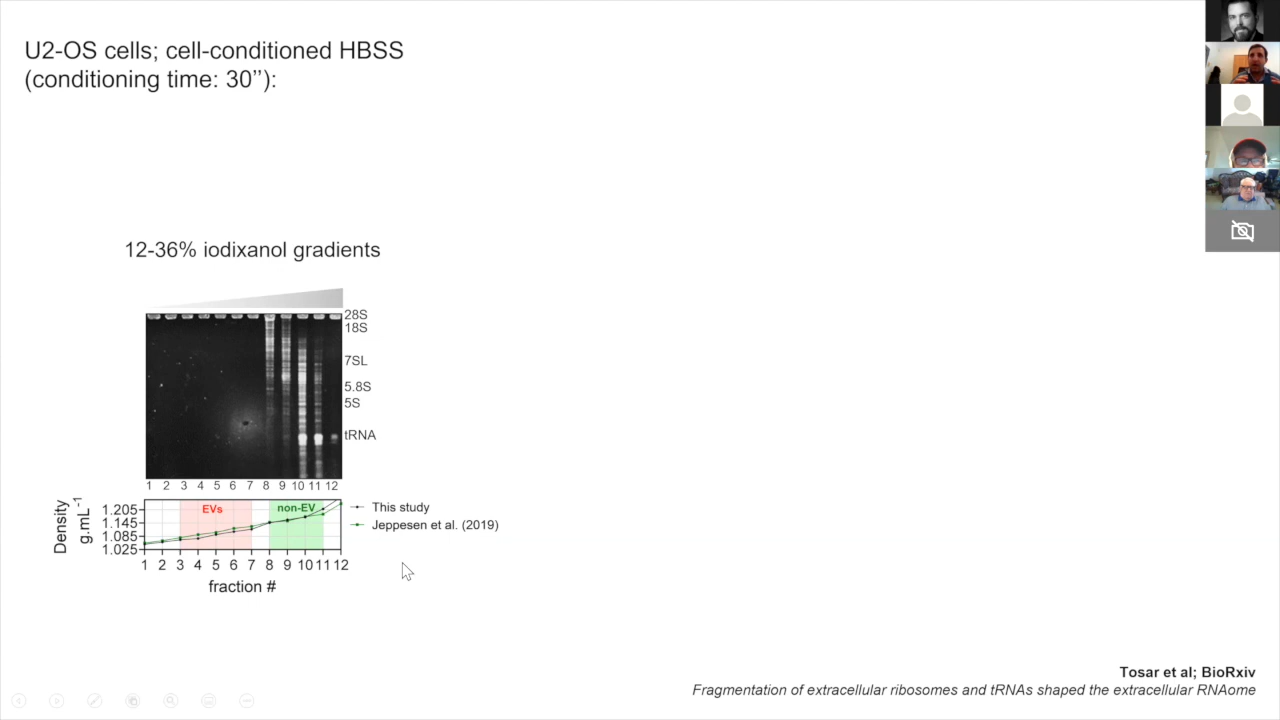 U2-OS cells; cell-conditioned HBSS
(conditioning time: 30’’):
12-36% iodixanol gradients
28S
18S
7SL
5.8S
5S
tRNA
1 2 3 4 5 6 7 8 9 10 11 12
Density
g.mL-1
1.205
1.145
1.085
1.025
EVs
non-EV
This study
Jeppesen et al. (2019)
1 2 3 4 5 6 7 8 9 10 11 12
fraction #
Tosar et al; BioRxiv
Fragmentation of extracellular ribosomes and tRNAs shaped the extracellular RNAome